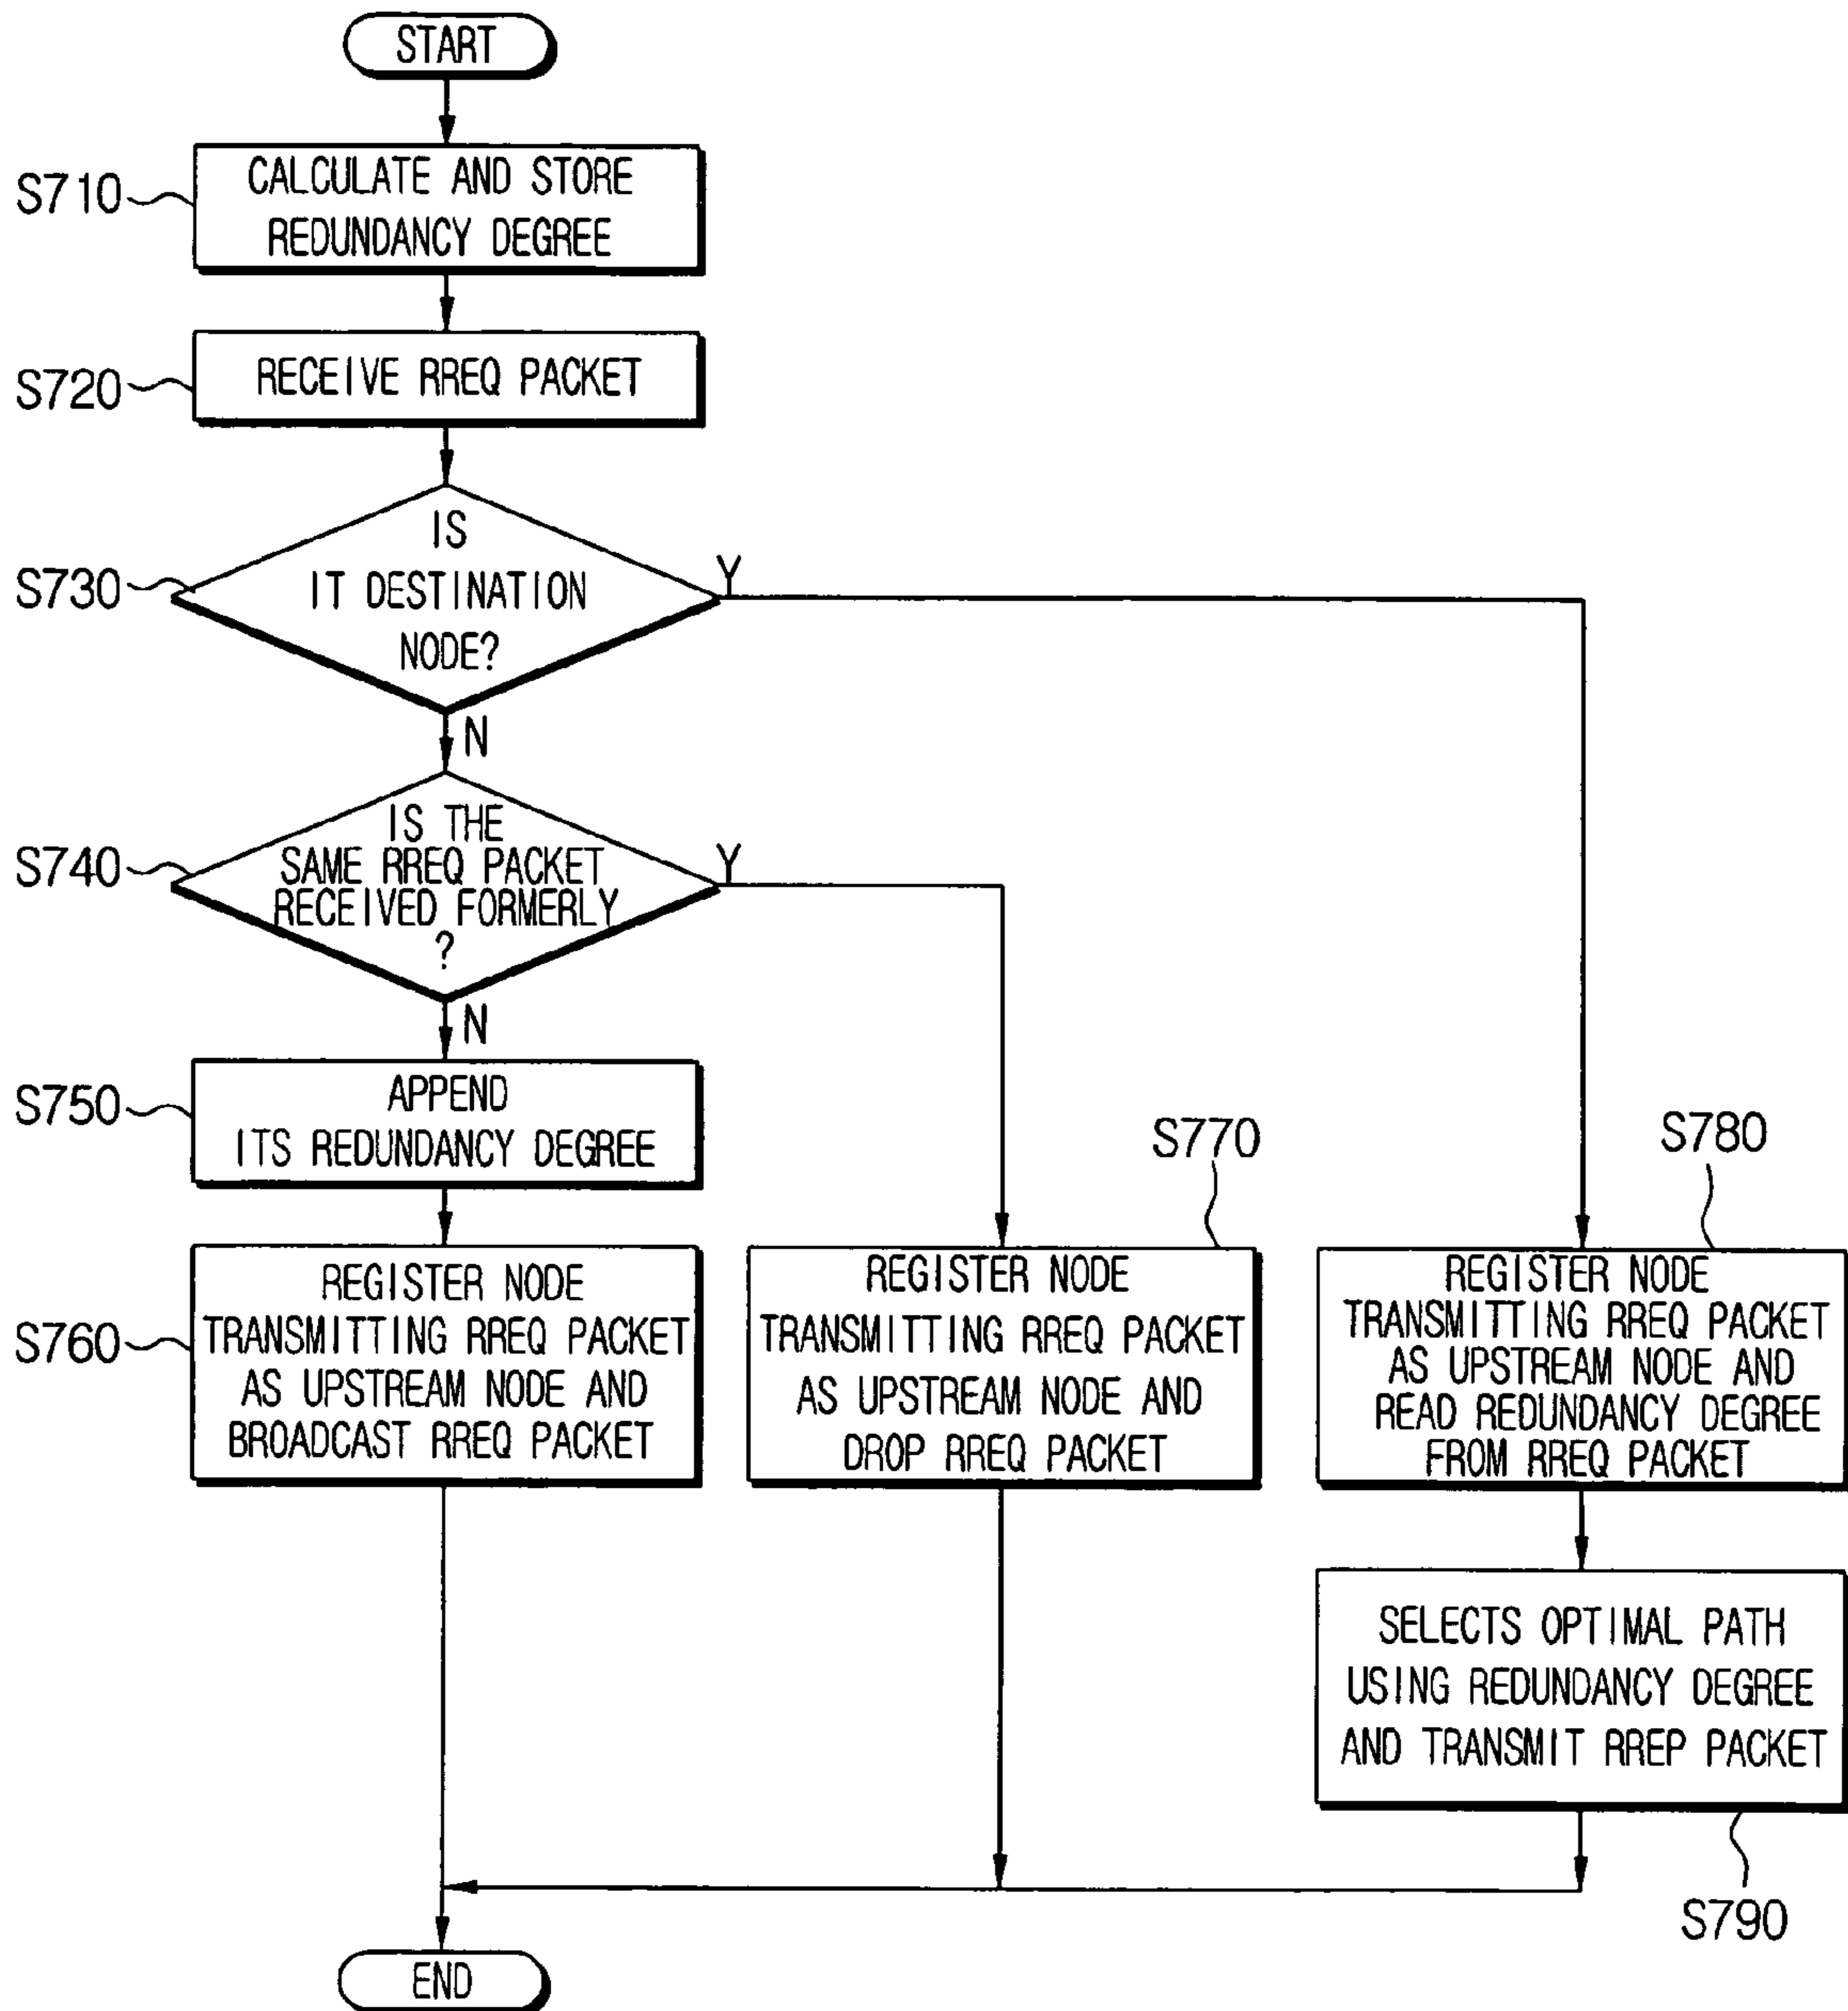 START
S710
CALCULATE AND STORE
REDUNDANCY DEGREE
S720
RECEIVE RREQ PACKET
S730
IS
IT DESTINATION
NODE?
Y
N
S740
IS THE
SAME RREQ PACKET
RECEIVED FORMERLY
?
Y
N
S750
APPEND
ITS REDUNDANCY DEGREE
S760
REGISTER NODE
TRANSMITTING RREQ PACKET
AS UPSTREAM NODE AND
BROADCAST RREQ PACKET
S770
REGISTER NODE
TRANSMITTING RREQ PACKET
AS UPSTREAM NODE AND
DROP RREQ PACKET
S780
REGISTER NODE
TRANSMITTING RREQ PACKET
AS UPSTREAM NODE AND
READ REDUNDANCY DEGREE
FROM RREQ PACKET
SELECTS OPTIMAL PATH
USING REDUNDANCY DEGREE
AND TRANSMIT RREP PACKET
S790
END